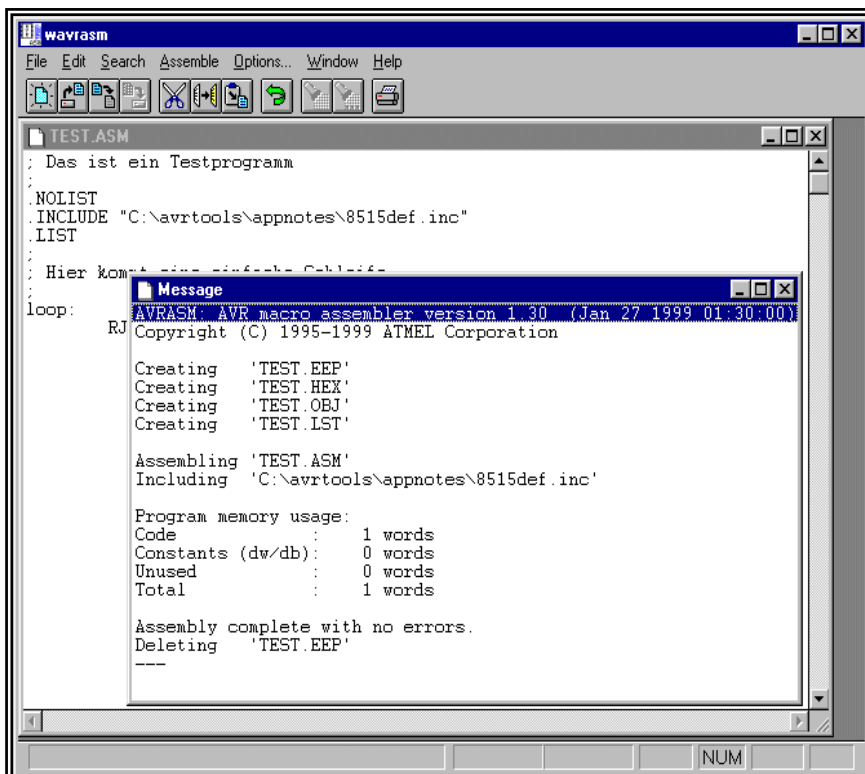 wavrasm
File Edit Search Assemble Options... Window Help
TEST.ASM
; Das ist ein Testprogramm
;
.NOLIST
.INCLUDE "C:\avrtools\appnotes\8515def.inc"
.LIST
;
; Hier kommt eine einfache Schleife
;
loop:
RJ
Message
AVRASM: AVR macro assembler version 1.30 (Jan 27 1999 01:30:00)
Copyright (C) 1995-1999 ATMEL Corporation
Creating 'TEST.EEP'
Creating 'TEST.HEX'
Creating 'TEST.OBJ'
Creating 'TEST.LST'
Assembling 'TEST.ASM'
Including 'C:\avrtools\appnotes\8515def.inc'
Program memory usage:
Code : 1 words
Constants (dw/db): 0 words
Unused : 0 words
Total : 1 words
Assembly complete with no errors.
Deleting 'TEST.EEP'
---
NUM